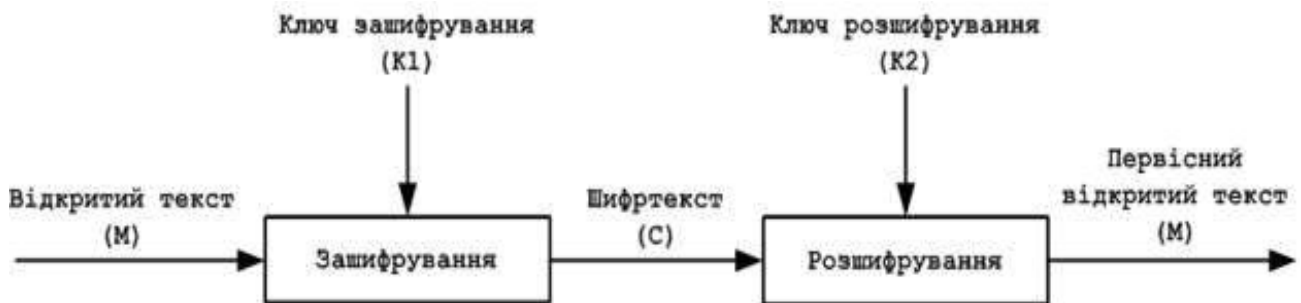 Ключ зашифрування
(K1)
Ключ розшифрування
(K2)
Відкритий текст
(M)
Зашифрування
Шифртекст
(C)
Розшифрування
Первісний
відкритий текст
(M)